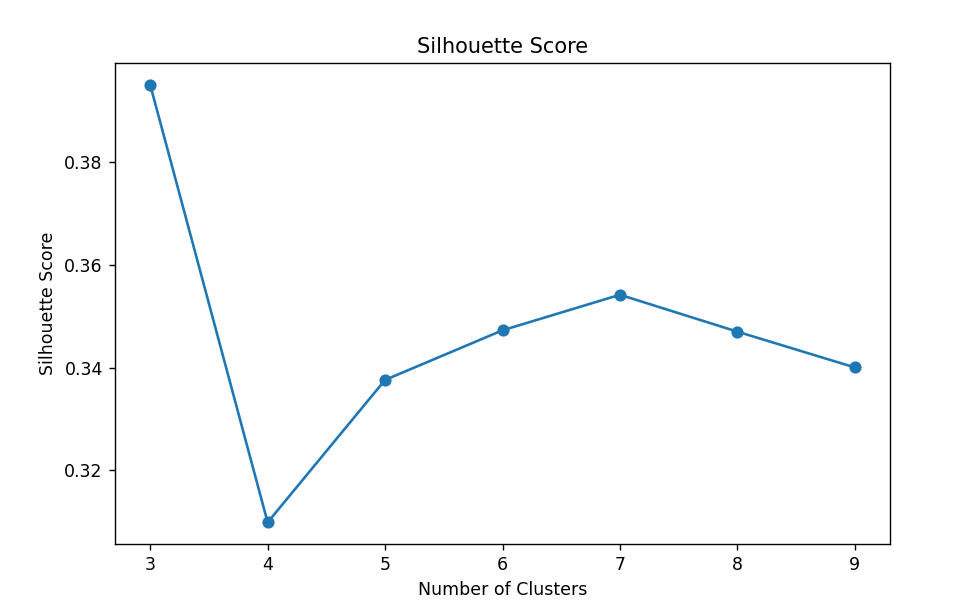 Silhouette Score
Silhouette Score
0.38
0.36
0.34
0.32
3 4 5 6 7 8 9
Number of Clusters